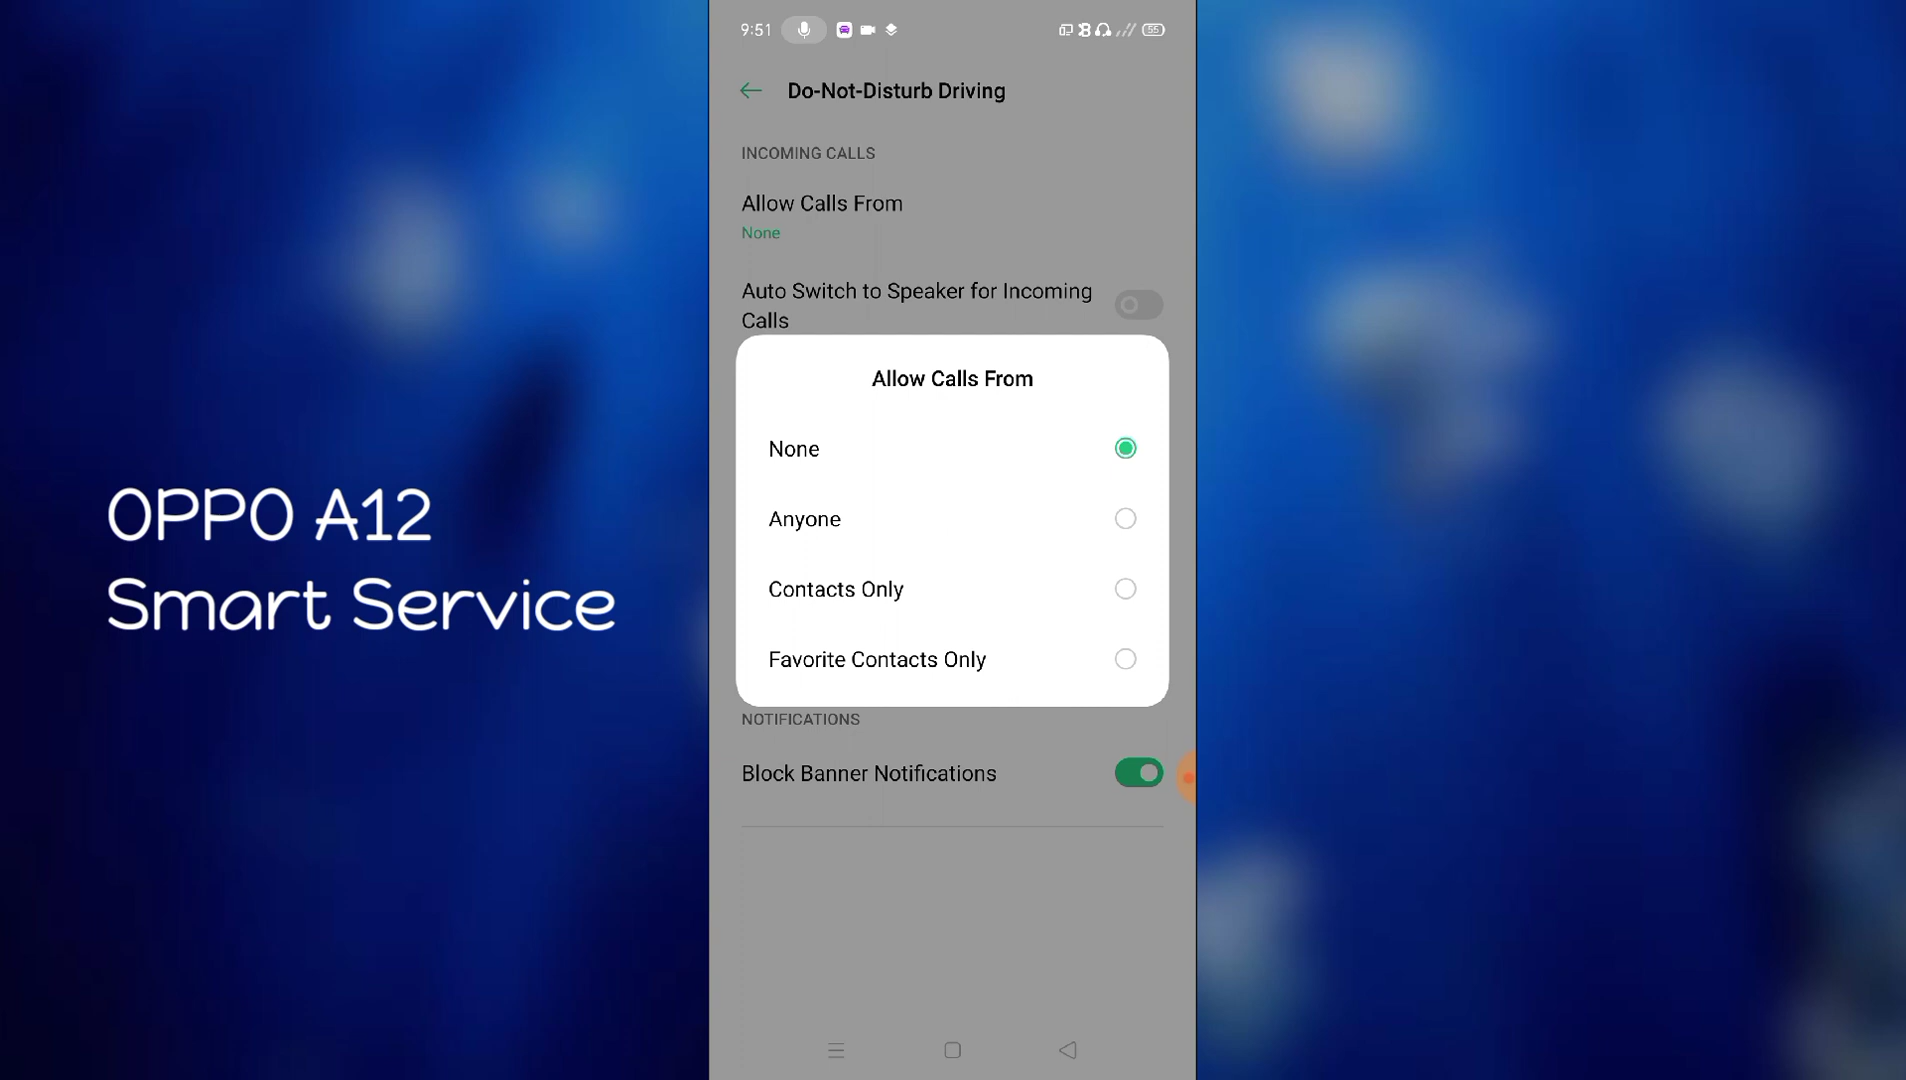 9:51
55
Do-Not-Disturb Driving
INCOMING CALLS
Allow Calls From
None
Auto Switch to Speaker for Incoming
Calls
Allow Calls From
None
Anyone
Contacts Only
Favorite Contacts Only
NOTIFICATIONS
Block Banner Notifications
OPPO A12
Smart Service